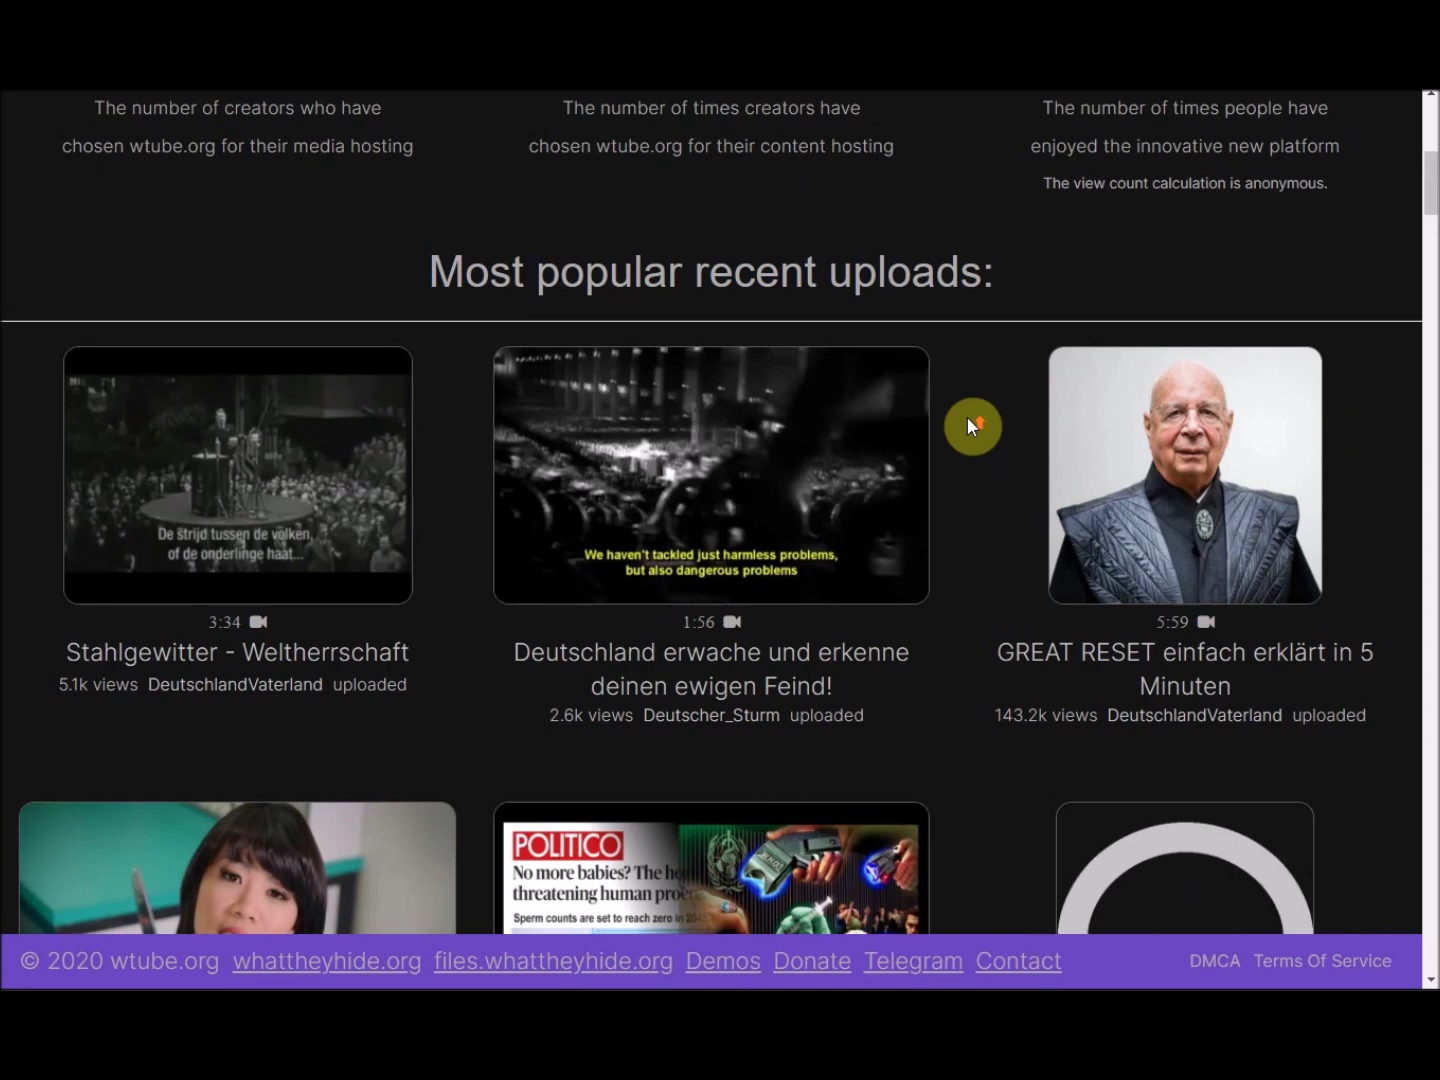 The number of creators who have
chosen wtube.org for their media hosting
The number of times creators have
chosen wtube.org for their content hosting
The number of times people have
enjoyed the innovative new platform
The view count calculation is anonymous.
Most popular recent uploads:
De strijd tussen de volken,
of de onderlinge haat...
3:34
Stahlgewitter - Weltherrschaft
5.1k views DeutschlandVaterland uploaded
We haven't tackled just harmless problems,
but also dangerous problems
1:56
Deutschland erwache und erkenne
deinen ewigen Feind!
2.6k views Deutscher_Sturm uploaded
5:59
GREAT RESET einfach erklärt in 5
Minuten
143.2k views DeutschlandVaterland uploaded
POLITICO
No more babies? The
threatening human
Sperm counts are set to reach zero in
© 2020 wtube.org whattheyhide.org files.whattheyhide.org Demos Donate Telegram Contact
DMCA Terms Of Service